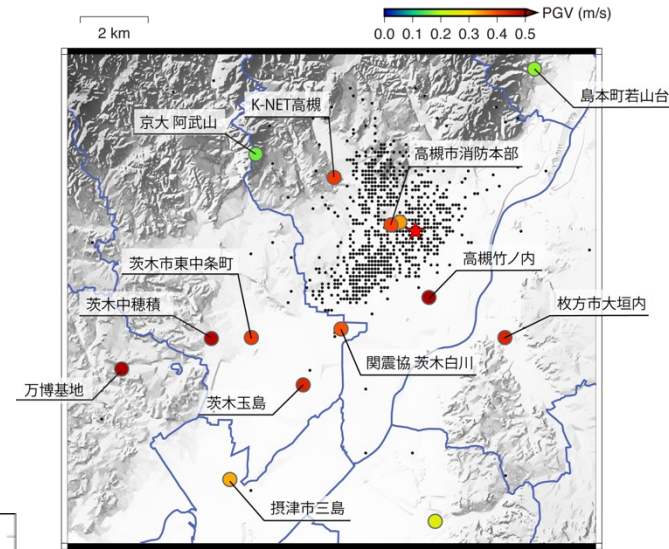 PGV (m/s)
2 km
0.0 0.1 0.2 0.3 0.4 0.5
島本町若山台
K-NET高槻
京大 阿武山
高槻市消防本部
茨木市東中条町
高槻竹ノ内
茨木中穂積
枚方市大垣内
関震協 茨木白川
万博基地
茨木玉島
摂津市三島